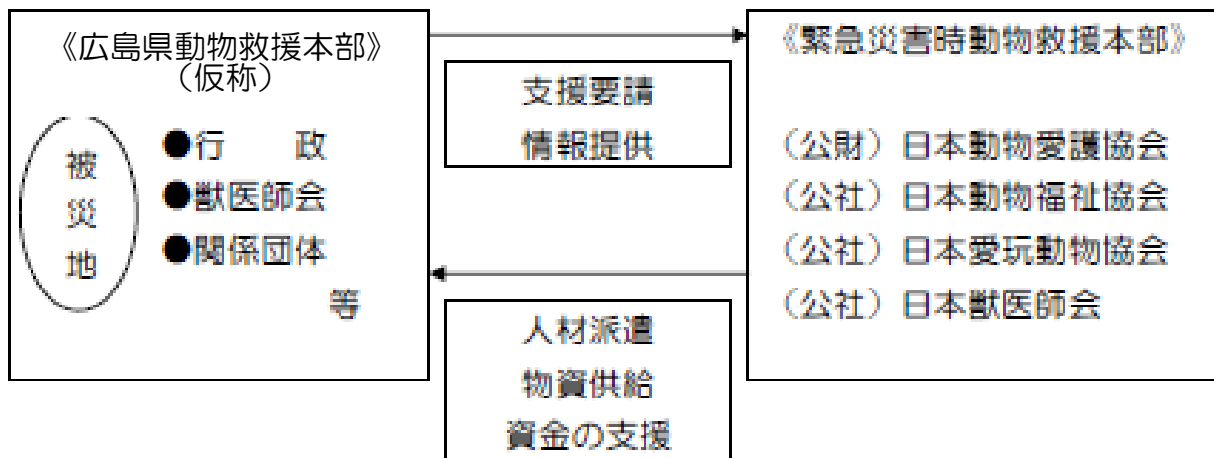 《広島県動物救援本部》
(仮称)
被災地
●行　　政
●獣医師会
●関係団体
等
支援要請
情報提供
人材派遣
物資供給
資金の支援
《緊急災害時動物救援本部》
(公財)日本動物愛護協会
(公社)日本動物福祉協会
(公社)日本愛玩動物協会
(公社)日本獣医師会